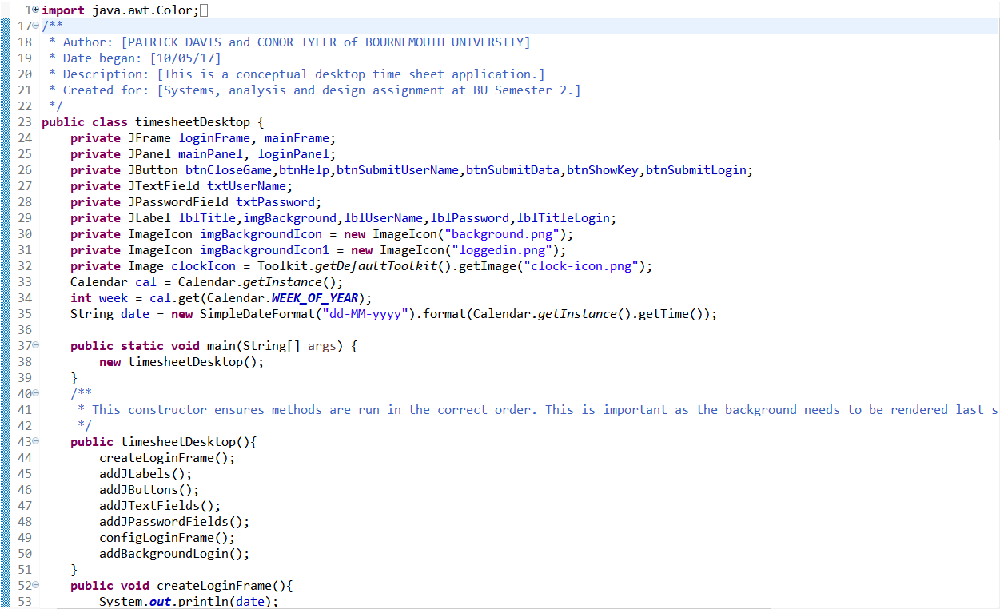 1 import java.awt.Color;
17 /**
18  * Author: [PATRICK DAVIS and CONOR TYLER of BOURNEMOUTH UNIVERSITY]
19  * Date began: [10/05/17]
20  * Description: [This is a conceptual desktop time sheet application.]
21  * Created for: [Systems, analysis and design assignment at BU Semester 2.]
22  */
23 public class timesheetDesktop {
24     private JFrame loginFrame, mainFrame;
25     private JPanel mainPanel, loginPanel;
26     private JButton btnCloseGame,btnHelp,btnSubmitUserName,btnSubmitData,btnShowKey,btnSubmitLogin;
27     private JTextField txtUserName;
28     private JPasswordField txtPassword;
29     private JLabel lblTitle,imgBackground,lblUserName,lblPassword,lblTitleLogin;
30     private ImageIcon imgBackgroundIcon = new ImageIcon("background.png");
31     private ImageIcon imgBackgroundIcon1 = new ImageIcon("loggedin.png");
32     private Image clockIcon = Toolkit.getDefaultToolkit().getImage("clock-icon.png");
33     Calendar cal = Calendar.getInstance();
34     int week = cal.get(Calendar.WEEK_OF_YEAR);
35     String date = new SimpleDateFormat("dd-MM-yyyy").format(Calendar.getInstance().getTime());
36
37     public static void main(String[] args) {
38         new timesheetDesktop();
39     }
40     /**
41      * This constructor ensures methods are run in the correct order. This is important as the background needs to be rendered last s
42      */
43     public timesheetDesktop(){
44         createLoginFrame();
45         addJLabels();
46         addJButtons();
47         addJTextFields();
48         addJPasswordFields();
49         configLoginFrame();
50         addBackgroundLogin();
51     }
52     public void createLoginFrame(){
53         System.out.println(date);